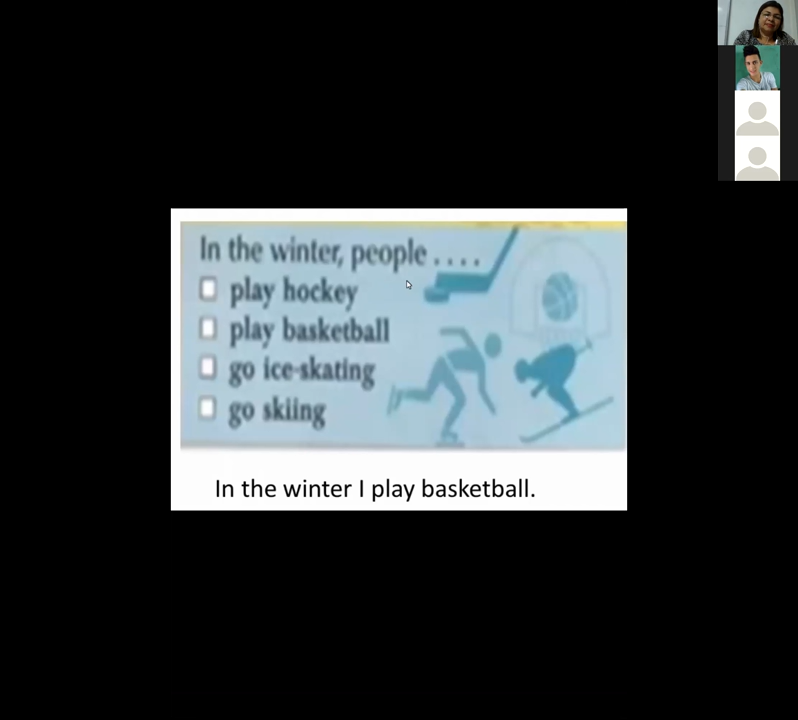 In the winter, people ....
play hockey
play basketball
go ice-skating
go skiing
In the winter I play basketball.